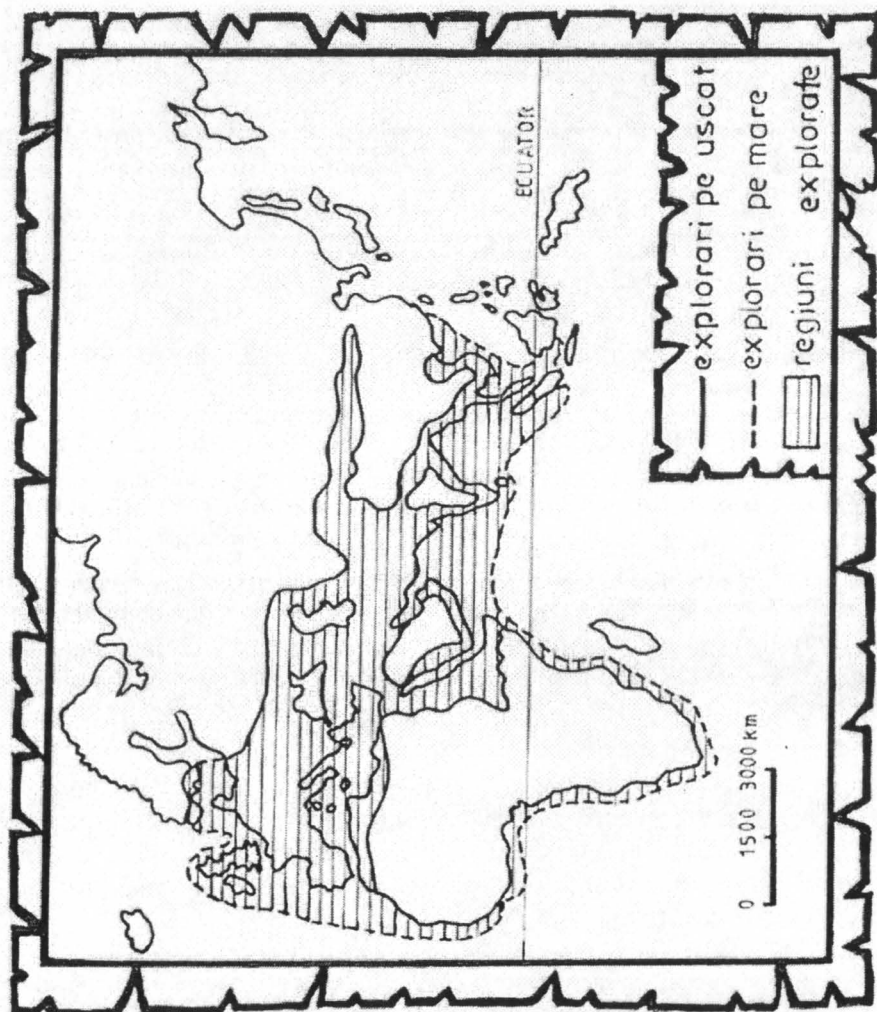 ECUATOR
explorari pe uscat
explorari pe mare
regiuni explorate
0 1500 3000 km